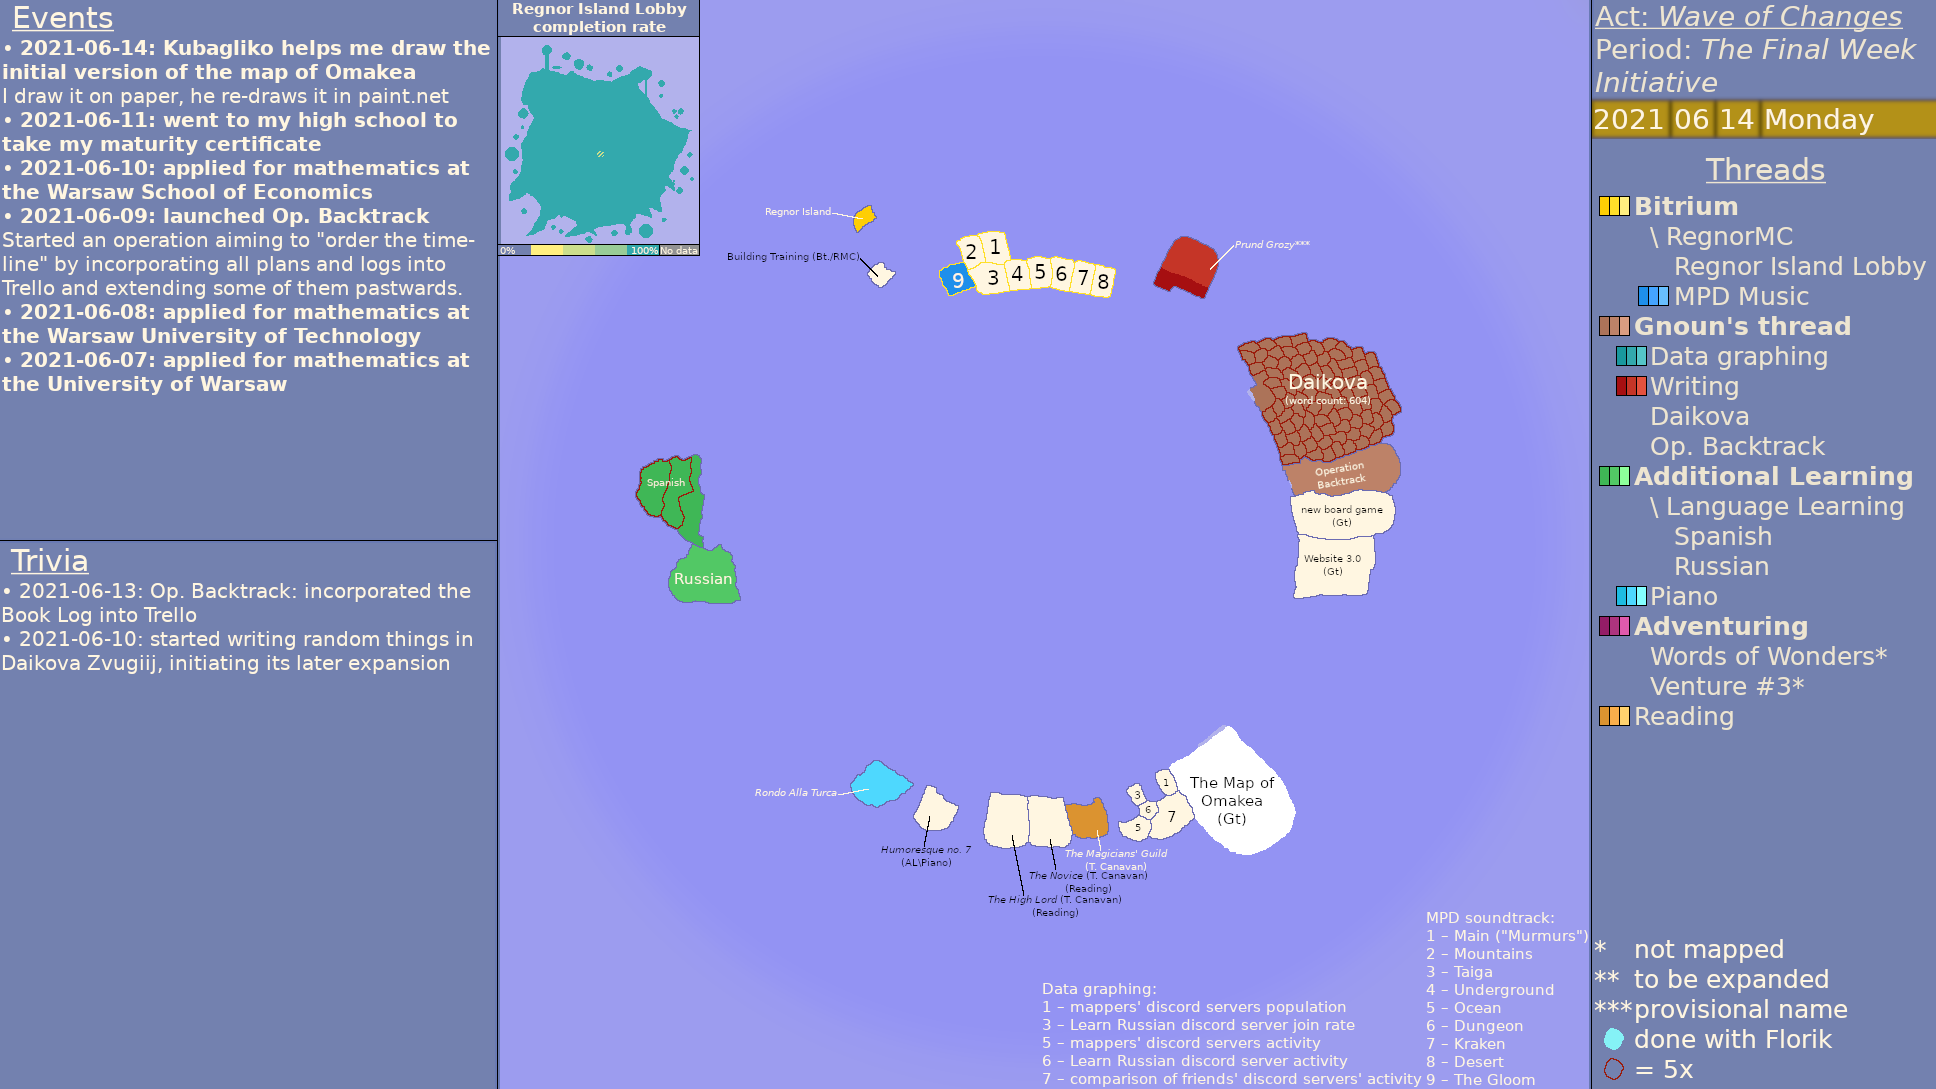 Events
• 2021-06-14: Kubagliko helps me draw the
initial version of the map of Omakea
I draw it on paper, he re-draws it in paint.net
• 2021-06-11: went to my high school to
take my maturity certificate
• 2021-06-10: applied for mathematics at
the Warsaw School of Economics
• 2021-06-09: launched Op. Backtrack
Started an operation aiming to "order the time-
line" by incorporating all plans and logs into
Trello and extending some of them pastwards.
• 2021-06-08: applied for mathematics at
the Warsaw University of Technology
• 2021-06-07: applied for mathematics at
the University of Warsaw
Trivia
• 2021-06-13: Op. Backtrack: incorporated the
Book Log into Trello
• 2021-06-10: started writing random things in
Daikova Zvugiij, initiating its later expansion
Regnor Island Lobby
completion rate
0% 100% No data
Regnor Island
Building Training (Bt./RMC)
2 1
9 3 4 5 6 7 8
Prund Grozy***
Daikova
(word count: 604)
Operation
Backtrack
new board game
(Gt)
Website 3.0
(Gt)
Spanish
Russian
Rondo Alla Turca
Humoresque no. 7
(AL\Piano)
The Magicians' Guild
(T. Canavan)
The Novice (T. Canavan)
(Reading)
The High Lord (T. Canavan)
(Reading)
1
3
6
5
7
The Map of
Omakea
(Gt)
Data graphing:
1 – mappers' discord servers population
3 – Learn Russian discord server join rate
5 – mappers' discord servers activity
6 – Learn Russian discord server activity
7 – comparison of friends' discord servers' activity
MPD soundtrack:
1 – Main ("Murmurs")
2 – Mountains
3 – Taiga
4 – Underground
5 – Ocean
6 – Dungeon
7 – Kraken
8 – Desert
9 – The Gloom
Act: Wave of Changes
Period: The Final Week
Initiative
2021 06 14 Monday
Threads
Bitrium
\ RegnorMC
Regnor Island Lobby
MPD Music
Gnoun's thread
Data graphing
Writing
Daikova
Op. Backtrack
Additional Learning
\ Language Learning
Spanish
Russian
Piano
Adventuring
Words of Wonders*
Venture #3*
Reading
* not mapped
** to be expanded
*** provisional name
done with Florik
= 5x